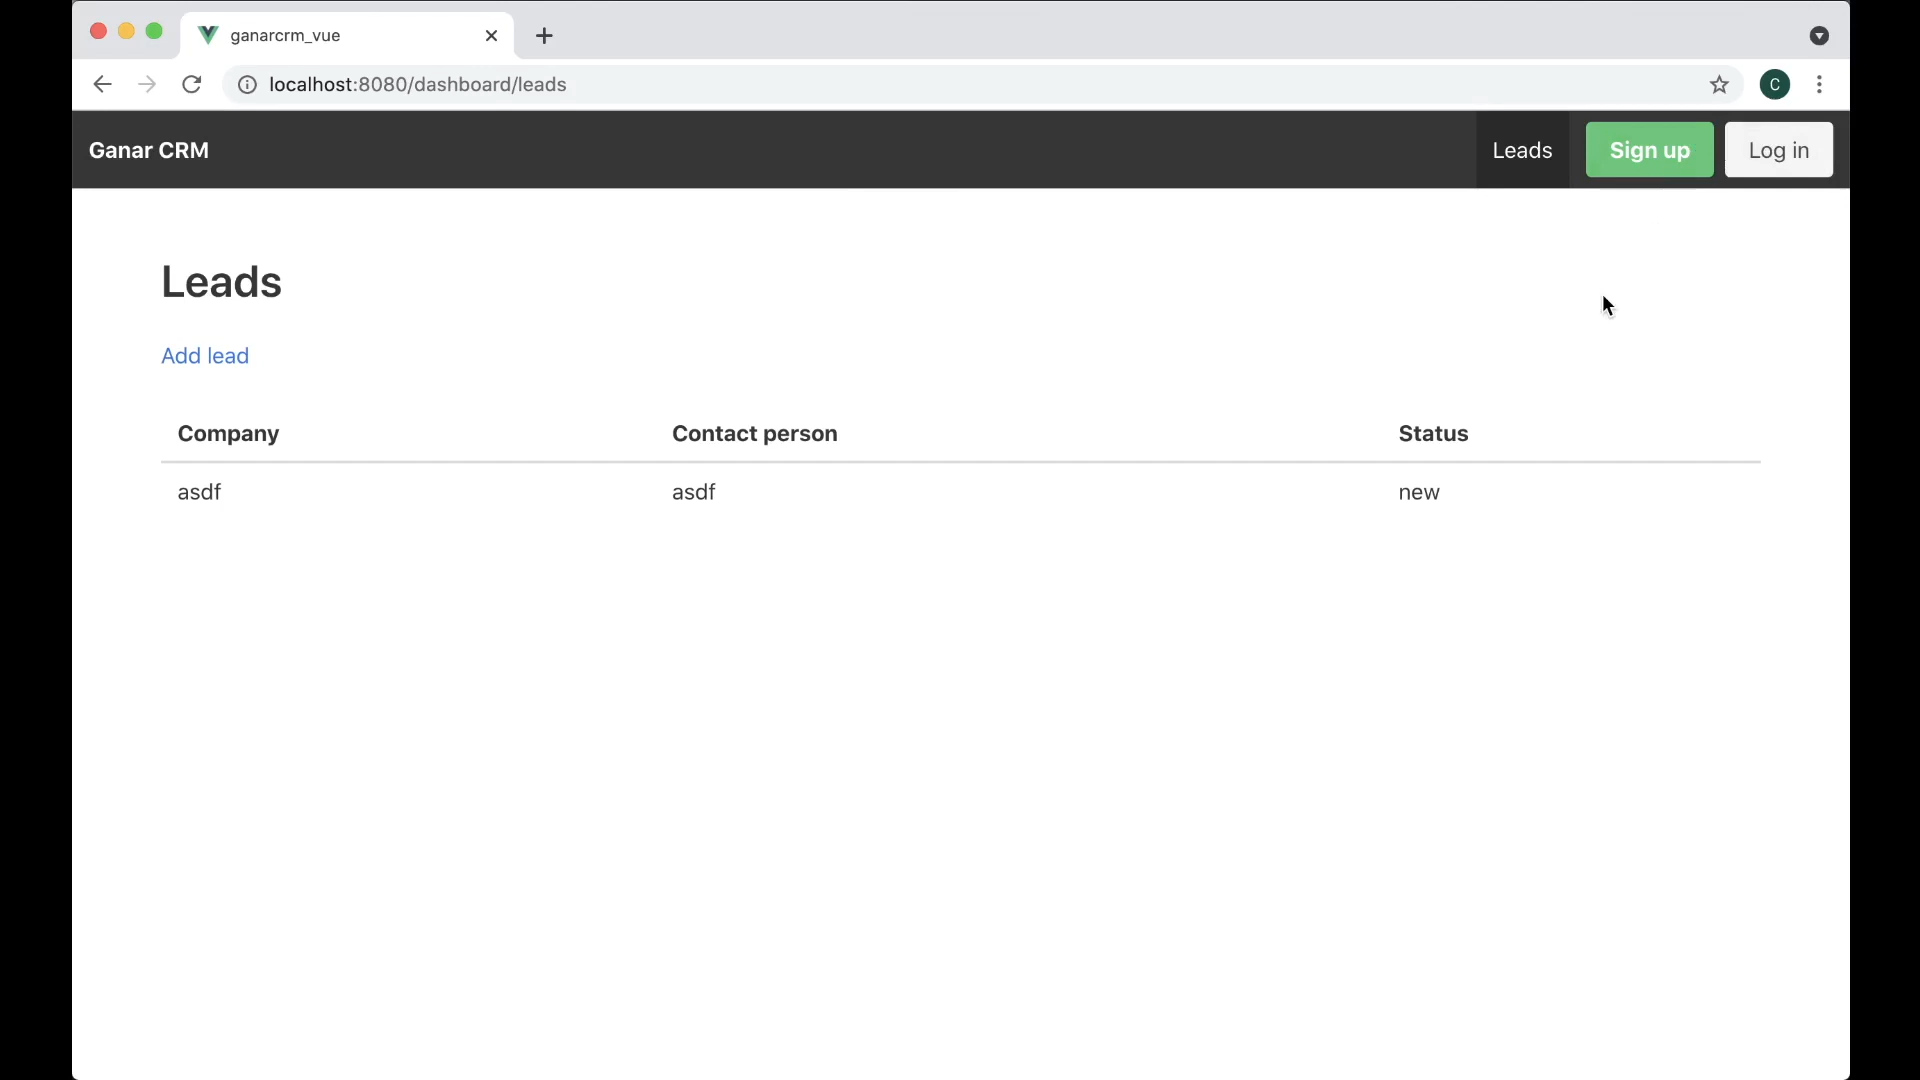 ganarcrm_vue
localhost:8080/dashboard/leads
C
Ganar CRM
Leads
Sign up
Log in
Leads
Add lead
Company
Contact person
Status
asdf
asdf
new